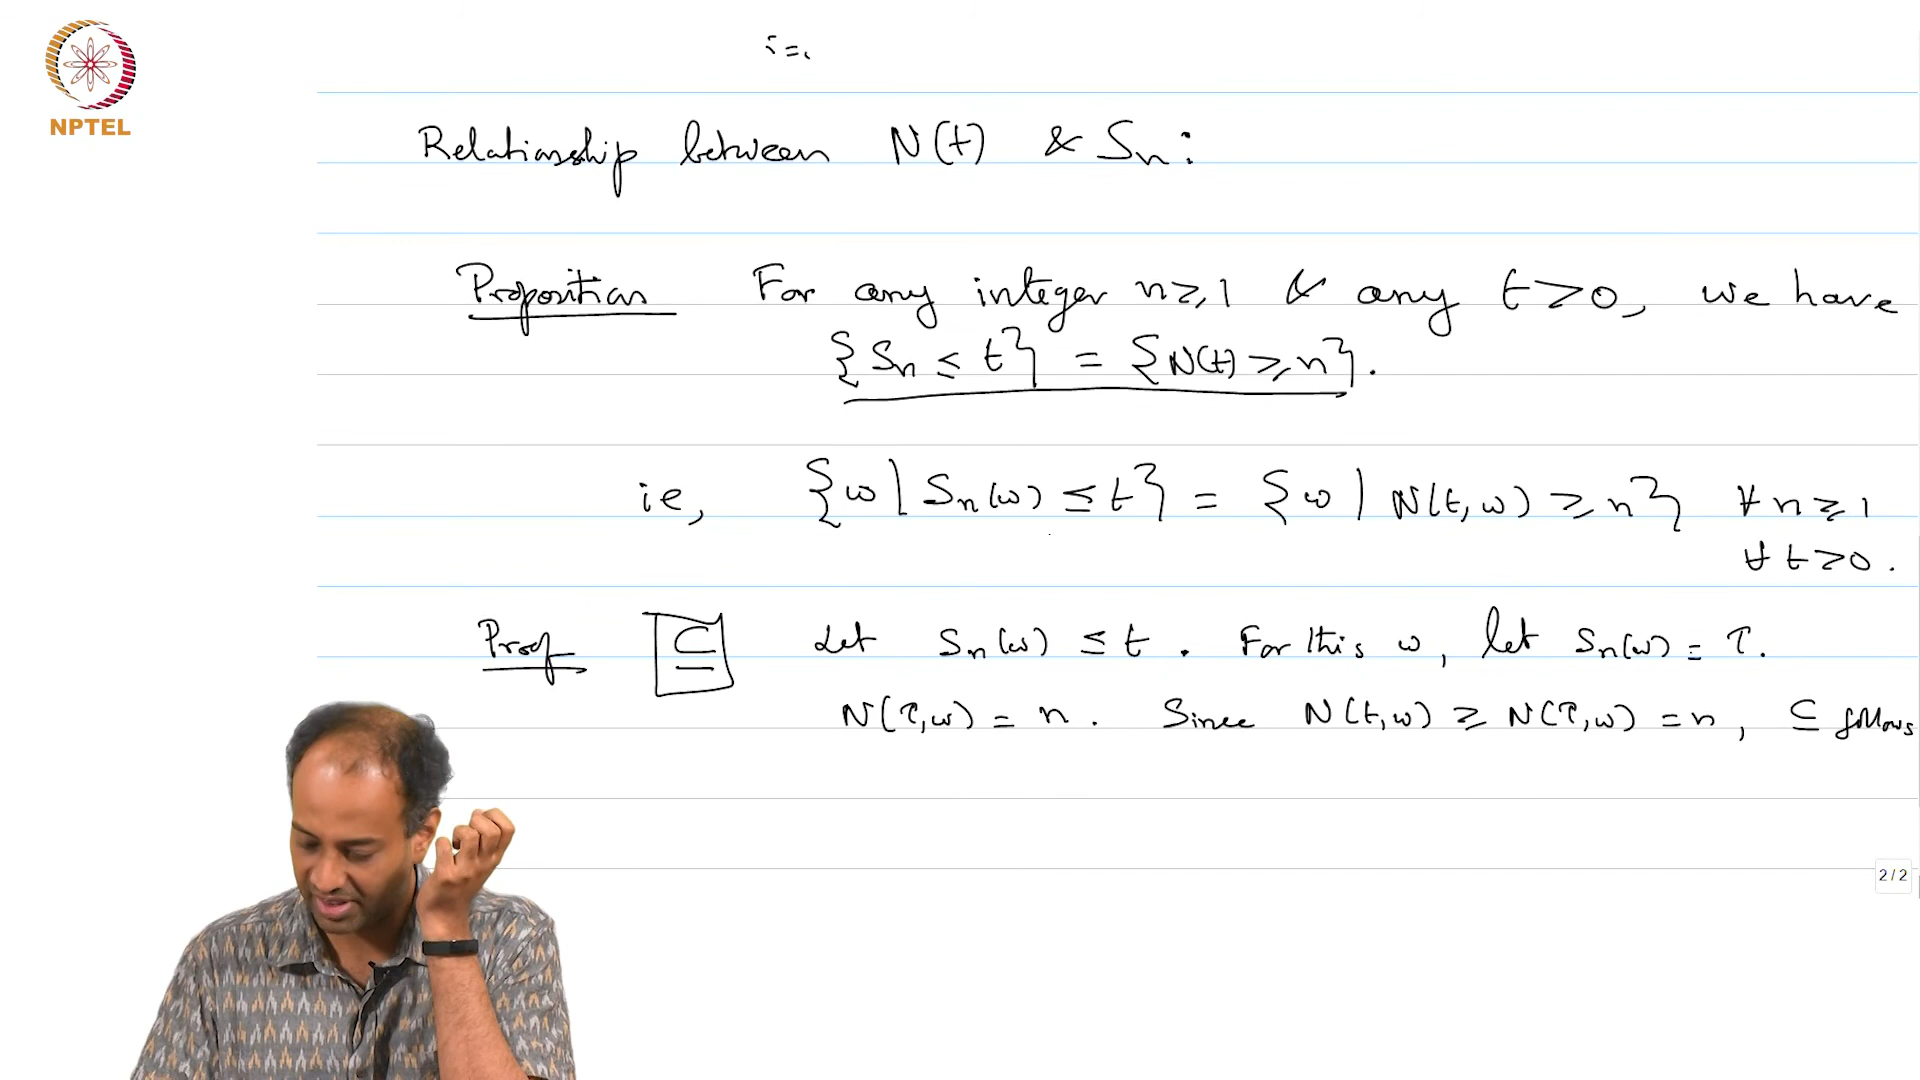 i=1
NPTEL
Relationship between N(t) & Sn:
Proposition For any integer n≥1 & any t>0, we have
{Sn ≤ t} = {N(t) ≥ n}.
ie, {ω | Sn(ω) ≤ t} = {ω | N(t,ω) ≥ n} ∀ n≥1
∀ t>0.
Proof ⊆ Let Sn(ω) ≤ t. For this ω, let Sn(ω) = τ.
N(τ,ω) = n. Since N(t,ω) ≥ N(τ,ω) = n, ⊆ follows
2/2